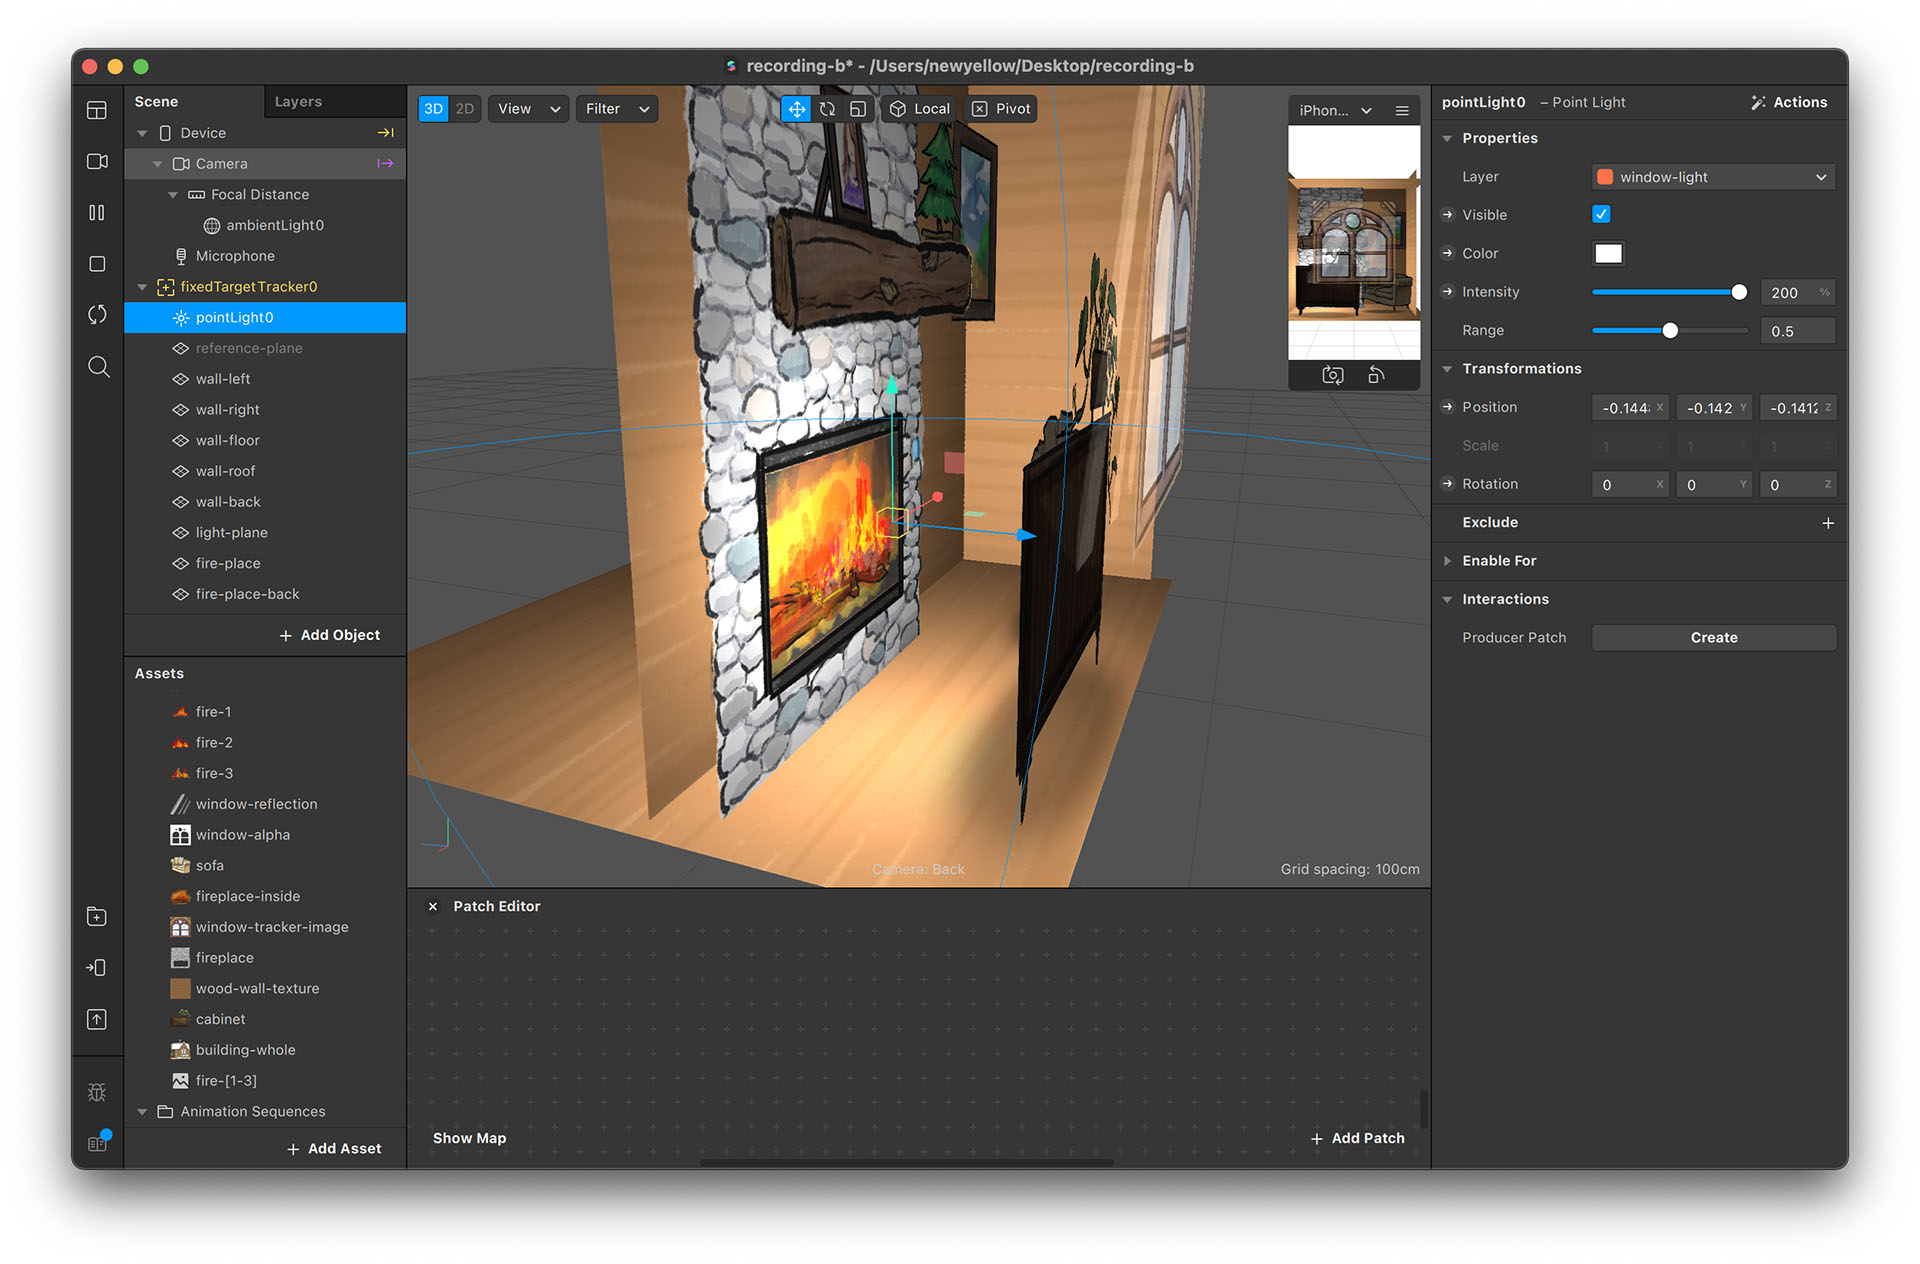 recording-b* - /Users/newyellow/Desktop/recording-b
Scene
Layers
Device
Camera
Focal Distance
ambientLight0
Microphone
fixedTargetTracker0
pointLight0
reference-plane
wall-left
wall-right
wall-floor
wall-roof
wall-back
light-plane
fire-place
fire-place-back
+ Add Object
Assets
fire-1
fire-2
fire-3
window-reflection
window-alpha
sofa
fireplace-inside
window-tracker-image
fireplace
wood-wall-texture
cabinet
building-whole
fire-[1-3]
Animation Sequences
+ Add Asset
3D 2D View Filter Local Pivot
iPhon...
Camera: Back
Grid spacing: 100cm
Patch Editor
Show Map
+ Add Patch
pointLight0 – Point Light Actions
Properties
Layer window-light
Visible
Color
Intensity 200 %
Range 0.5
Transformations
Position -0.144 X -0.142 Y -0.1412 Z
Scale 1 X 1 Y 1 Z
Rotation 0 X 0 Y 0 Z
Exclude +
Enable For
Interactions
Producer Patch Create